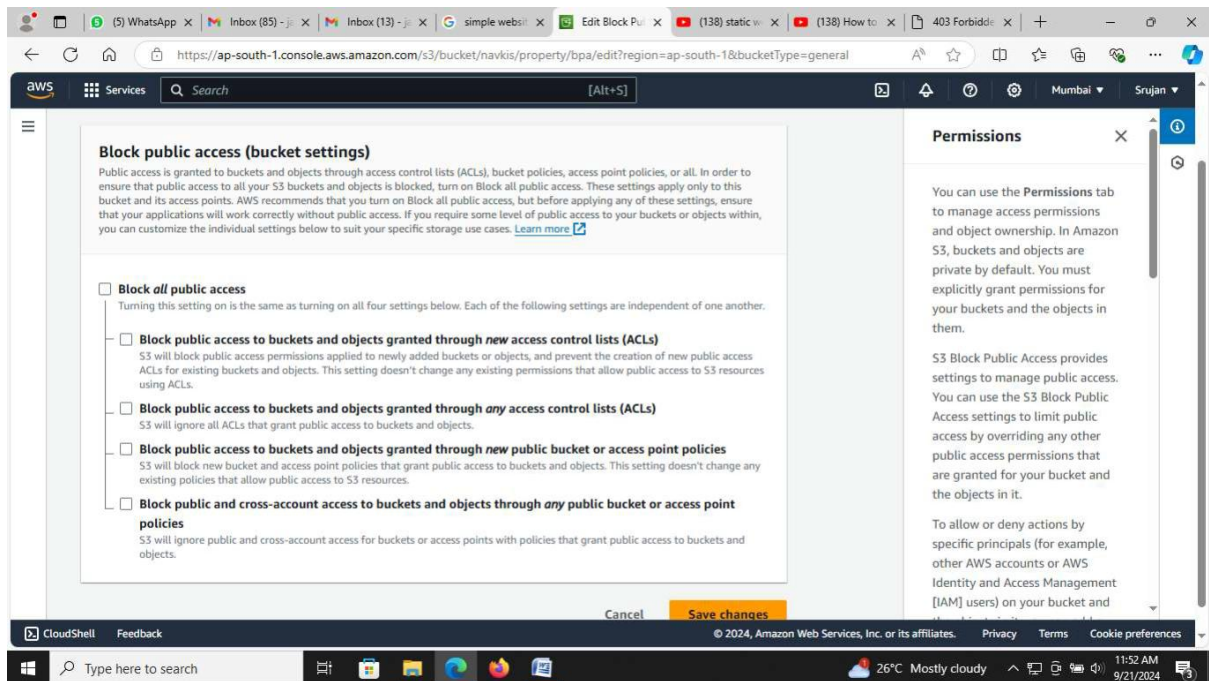 (5) WhatsApp
Inbox (85) - j
Inbox (13) - j
simple websit
Edit Block Pu
(138) static w
(138) How to
403 Forbidde
https://ap-south-1.console.aws.amazon.com/s3/bucket/navkis/property/bpa/edit?region=ap-south-1&bucketType=general
aws
Services
Search
[Alt+S]
Mumbai
Srujan
Block public access (bucket settings)
Public access is granted to buckets and objects through access control lists (ACLs), bucket policies, access point policies, or all. In order to
ensure that public access to all your S3 buckets and objects is blocked, turn on Block all public access. These settings apply only to this
bucket and its access points. AWS recommends that you turn on Block all public access, but before applying any of these settings, ensure
that your applications will work correctly without public access. If you require some level of public access to your buckets or objects within,
you can customize the individual settings below to suit your specific storage use cases. Learn more
Block all public access
Turning this setting on is the same as turning on all four settings below. Each of the following settings are independent of one another.
Block public access to buckets and objects granted through new access control lists (ACLs)
S3 will block public access permissions applied to newly added buckets or objects, and prevent the creation of new public access
ACLs for existing buckets and objects. This setting doesn't change any existing permissions that allow public access to S3 resources
using ACLs.
Block public access to buckets and objects granted through any access control lists (ACLs)
S3 will ignore all ACLs that grant public access to buckets and objects.
Block public access to buckets and objects granted through new public bucket or access point policies
S3 will block new bucket and access point policies that grant public access to buckets and objects. This setting doesn't change any
existing policies that allow public access to S3 resources.
Block public and cross-account access to buckets and objects through any public bucket or access point
policies
S3 will ignore public and cross-account access for buckets or access points with policies that grant public access to buckets and
objects.
Cancel
Save changes
Permissions
You can use the Permissions tab
to manage access permissions
and object ownership. In Amazon
S3, buckets and objects are
private by default. You must
explicitly grant permissions for
your buckets and the objects in
them.
S3 Block Public Access provides
settings to manage public access.
You can use the S3 Block Public
Access settings to limit public
access by overriding any other
public access permissions that
are granted for your bucket and
the objects in it.
To allow or deny actions by
specific principals (for example,
other AWS accounts or AWS
Identity and Access Management
[IAM] users) on your bucket and
CloudShell
Feedback
© 2024, Amazon Web Services, Inc. or its affiliates.
Privacy
Terms
Cookie preferences
Type here to search
26°C Mostly cloudy
11:52 AM
9/21/2024
3